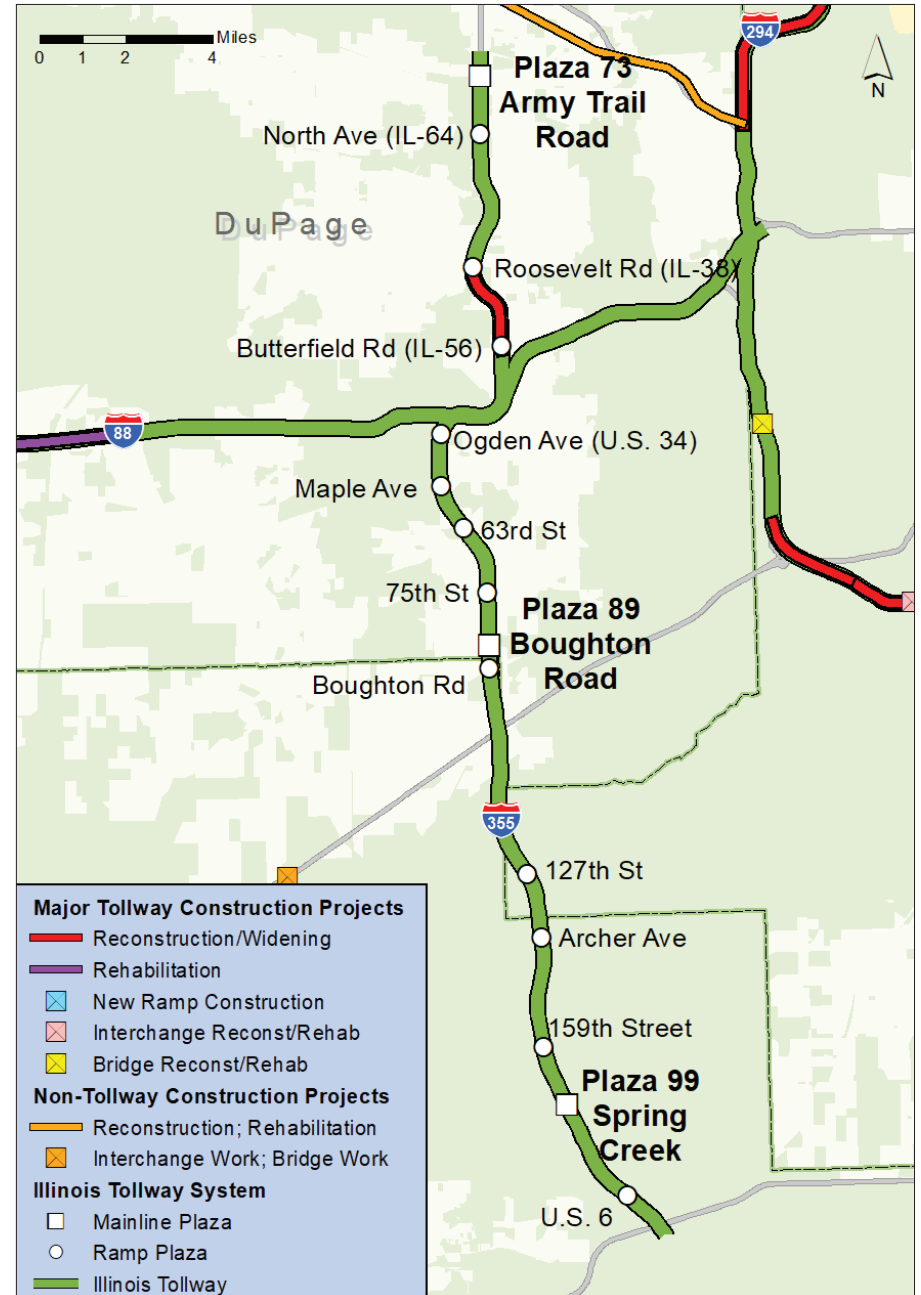 Miles
0 1 2 4
294
N
Plaza 73
Army Trail
Road
North Ave (IL-64)
DuPage
Roosevelt Rd (IL-38)
Butterfield Rd (IL-56)
88
Ogden Ave (U.S. 34)
Maple Ave
63rd St
75th St
Plaza 89
Boughton
Road
Boughton Rd
355
127th St
Archer Ave
159th Street
Plaza 99
Spring
Creek
U.S. 6
Major Tollway Construction Projects
Reconstruction/Widening
Rehabilitation
New Ramp Construction
Interchange Reconst/Rehab
Bridge Reconst/Rehab
Non-Tollway Construction Projects
Reconstruction; Rehabilitation
Interchange Work; Bridge Work
Illinois Tollway System
Mainline Plaza
Ramp Plaza
Illinois Tollway